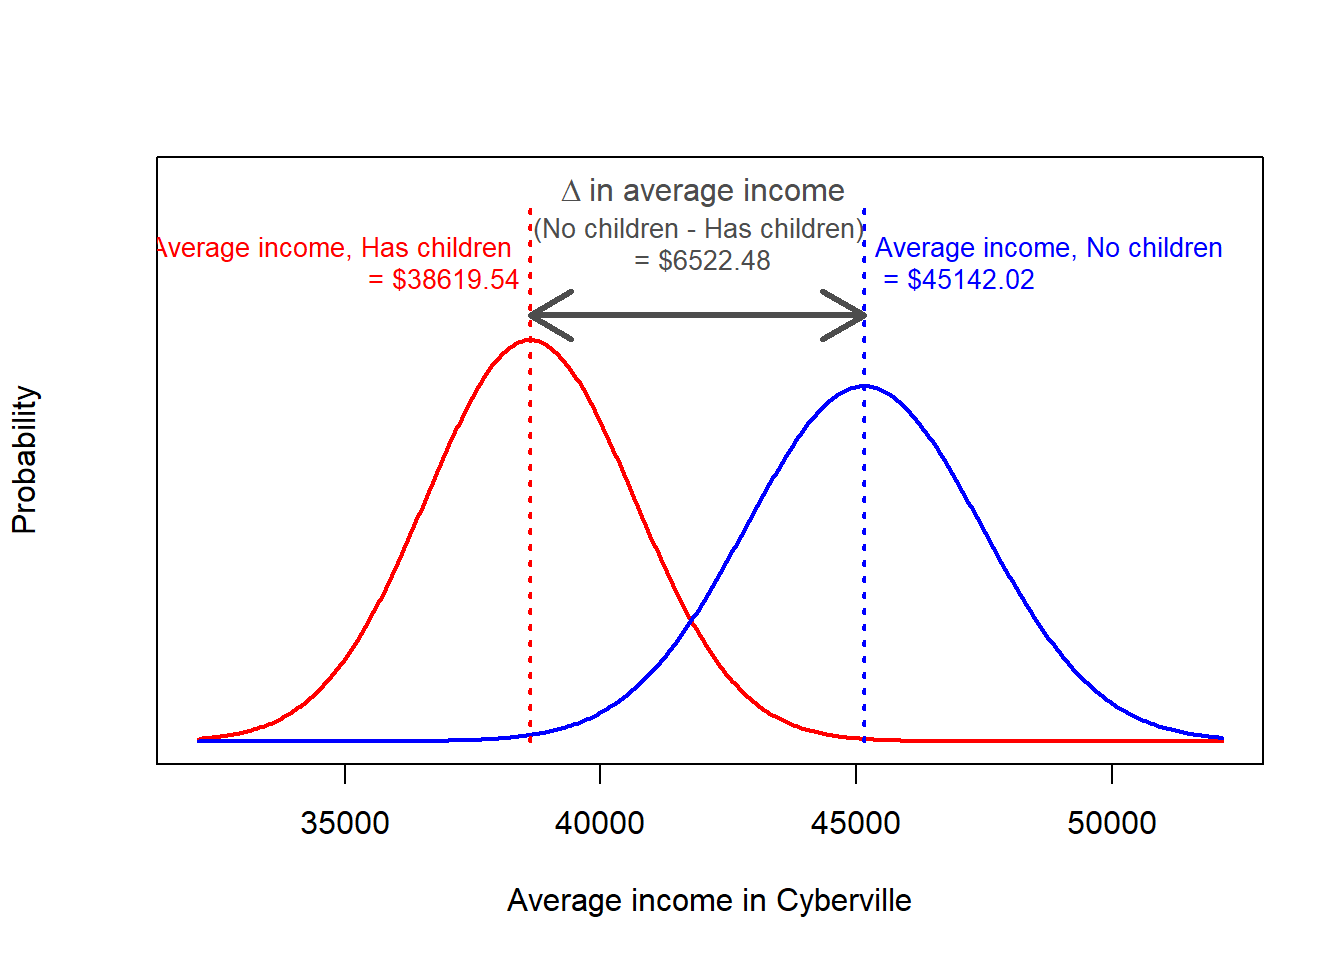 Δ in average income
(No children - Has children)
= $6522.48
Average income, Has children
= $38619.54
Average income, No children
= $45142.02
Probability
35000 40000 45000 50000
Average income in Cyberville